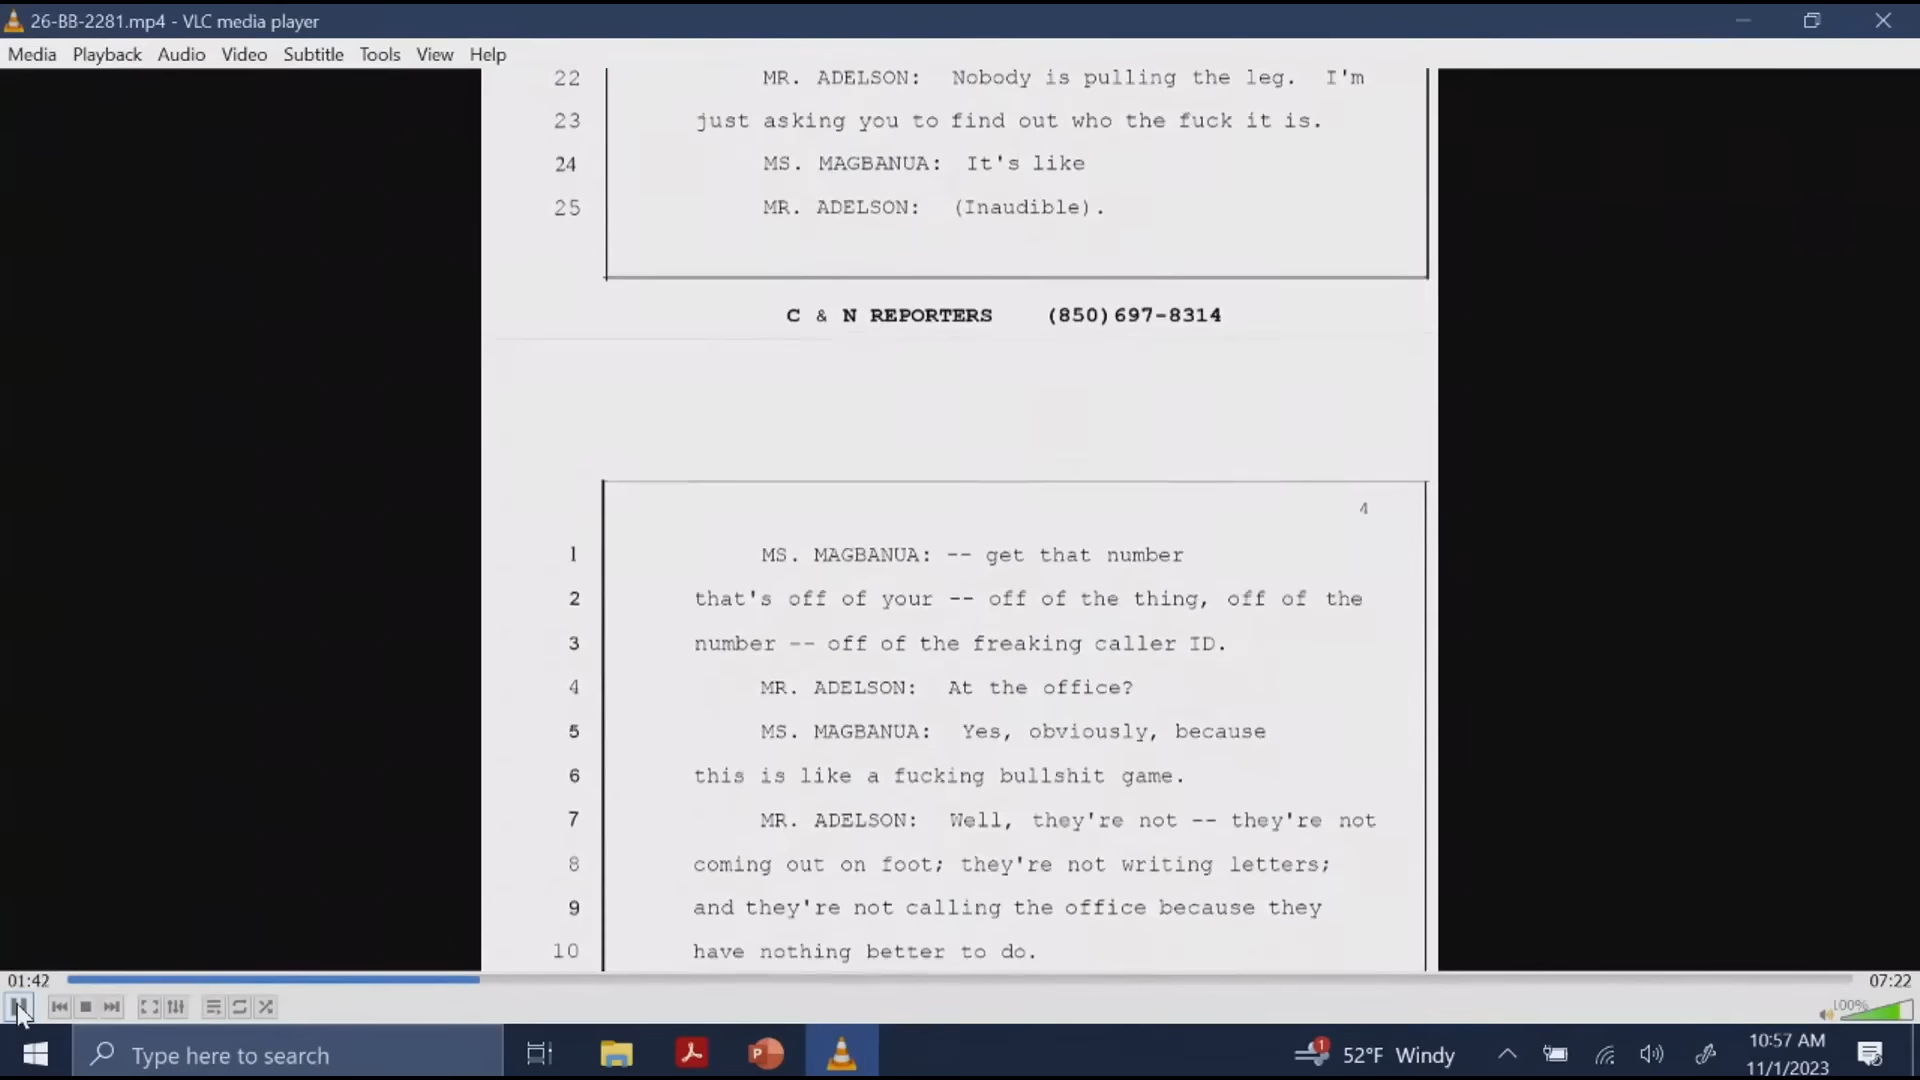 26-BB-2281.mp4 - VLC media player
Media Playback Audio Video Subtitle Tools View Help
22 MR. ADELSON: Nobody is pulling the leg. I'm
23 just asking you to find out who the fuck it is.
24 MS. MAGBANUA: It's like
25 MR. ADELSON: (Inaudible).
C & N REPORTERS (850)697-8314
4
1 MS. MAGBANUA: -- get that number
2 that's off of your -- off of the thing, off of the
3 number -- off of the freaking caller ID.
4 MR. ADELSON: At the office?
5 MS. MAGBANUA: Yes, obviously, because
6 this is like a fucking bullshit game.
7 MR. ADELSON: Well, they're not -- they're not
8 coming out on foot; they're not writing letters;
9 and they're not calling the office because they
10 have nothing better to do.
01:42 07:22
100%
Type here to search
P
1
52°F Windy
10:57 AM
11/1/2023